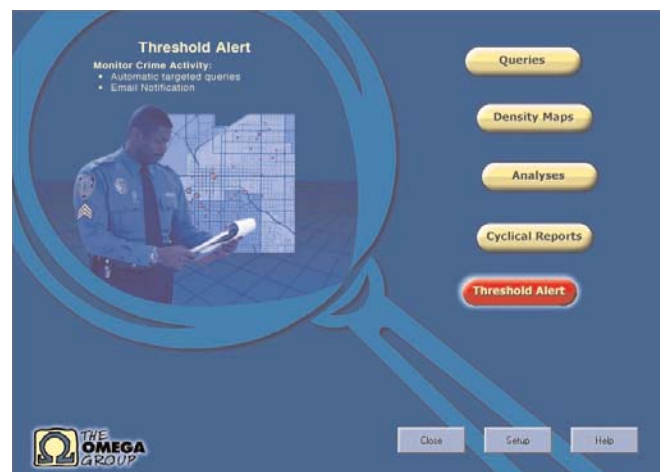 Threshold Alert
Monitor Crime Activity:
• Automatic targeted queries
• Email Notification
Queries
Density Maps
Analyses
Cyclical Reports
Threshold Alert
THE
OMEGA
GROUP
Close
Setup
Help